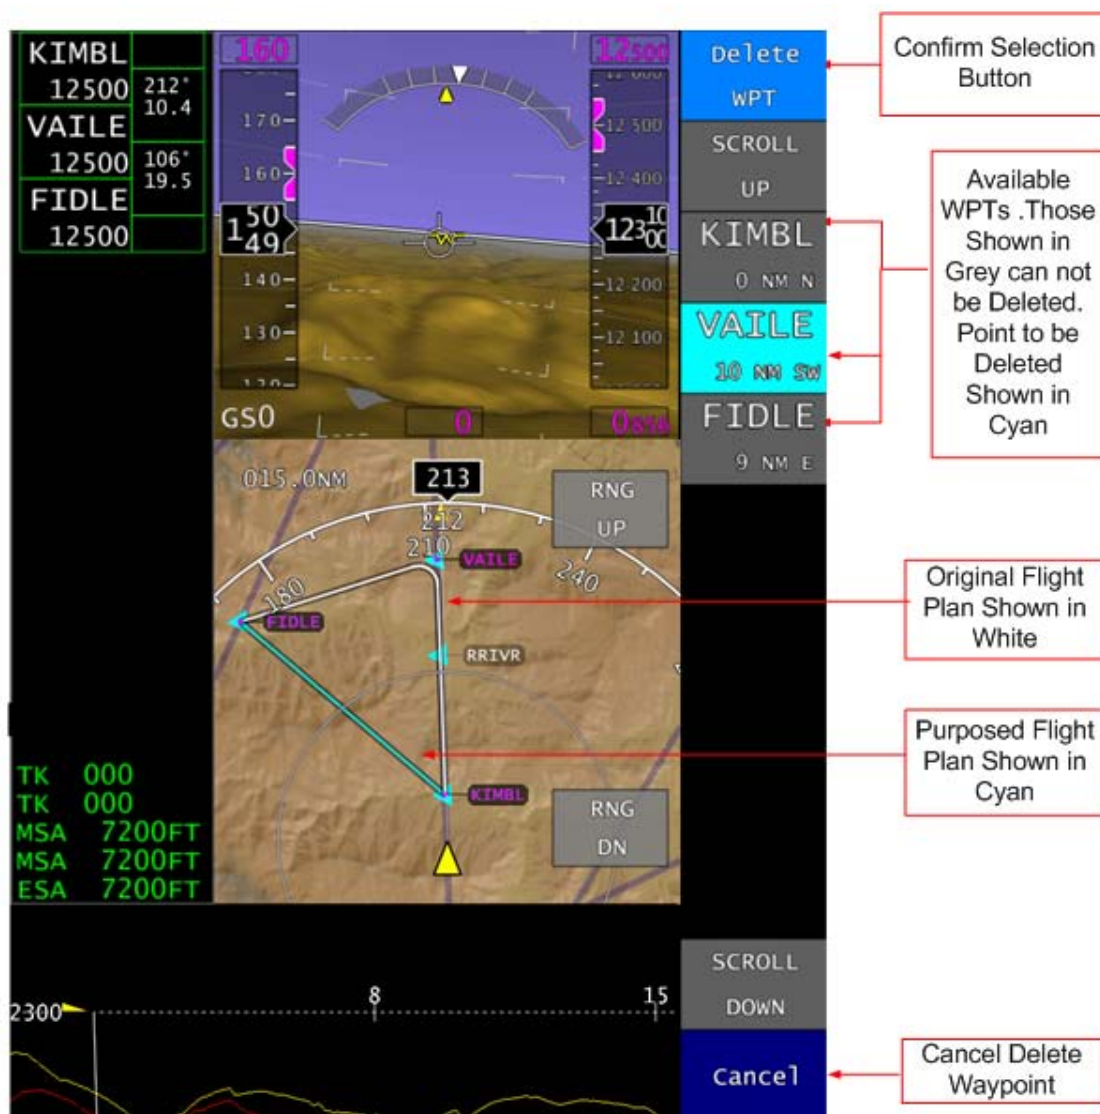 KIMBL
12500
212°
10.4
VAILE
12500
106°
19.5
FIDLE
12500
160
12500
170
160
150
49
140
130
120
12 500
12 400
123
10
00
12 200
12 100
GS0
0
Delete
WPT
SCROLL
UP
KIMBL
0 NM N
VAILE
10 NM SW
FIDLE
9 NM E
015.0NM
213
212
210
180
240
RNG
UP
VAILE
FIDLE
RRIVR
KIMBL
RNG
DN
TK 000
TK 000
MSA 7200FT
MSA 7200FT
ESA 7200FT
2300
8
15
SCROLL
DOWN
Cancel
Confirm Selection
Button
Available
WPTs .Those
Shown in
Grey can not
be Deleted.
Point to be
Deleted
Shown in
Cyan
Original Flight
Plan Shown in
White
Purposed Flight
Plan Shown in
Cyan
Cancel Delete
Waypoint